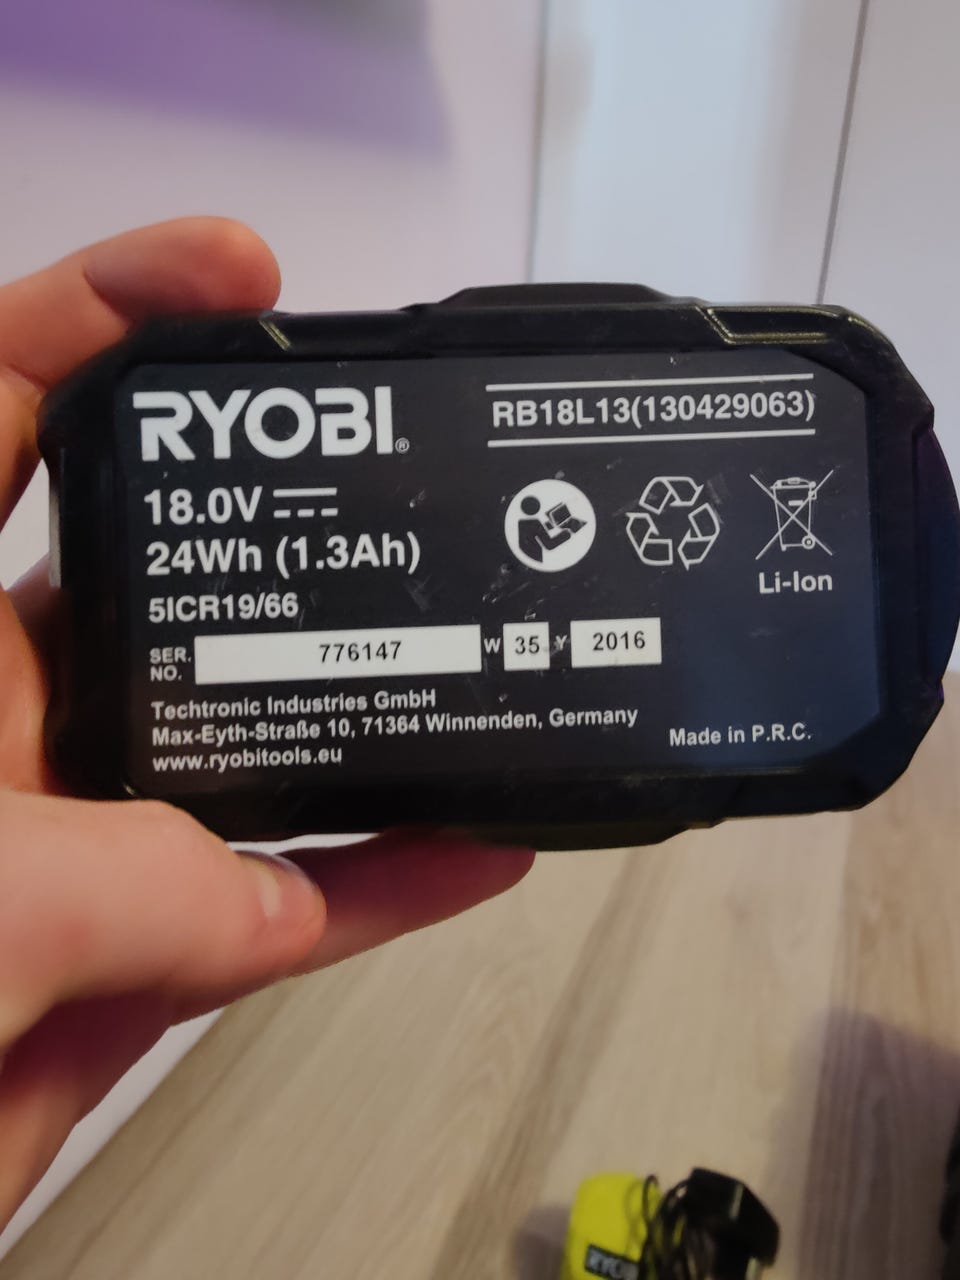 RYOBI®
RB18L13(130429063)
18.0V
24Wh (1.3Ah)
5ICR19/66
Li-Ion
SER. NO. 776147 W 35 Y 2016
Techtronic Industries GmbH
Max-Eyth-Straße 10, 71364 Winnenden, Germany
www.ryobitools.eu
Made in P.R.C.
RYOBI